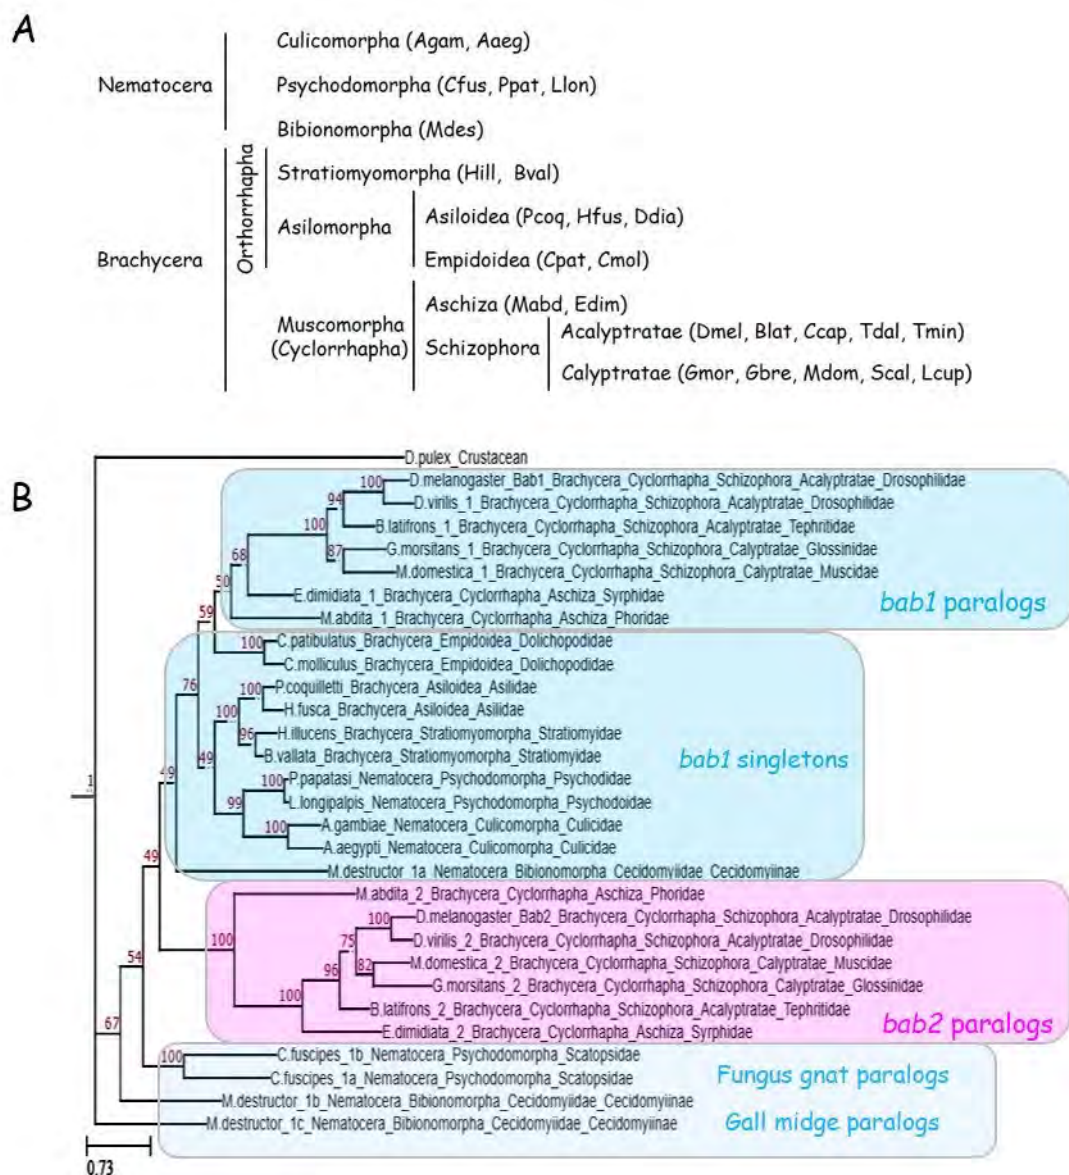 A
Culicomorpha (Agam, Aaeg)
Nematocera
Psychodomorpha (Cfus, Ppat, Llon)
Bibionomorpha (Mdes)
Orthorrhapha
Stratiomyomorpha (Hill, Bval)
Asilomorpha
Asiloidea (Pcoq, Hfus, Ddia)
Brachycera
Empidoidea (Cpat, Cmol)
Muscomorpha
(Cyclorrhapha)
Aschiza (Mabd, Edim)
Schizophora
Acalyptratae (Dmel, Blat, Ccap, Tdal, Tmin)
Calyptratae (Gmor, Gbre, Mdom, Scal, Lcup)
B
D.pulex_Crustacean
100 D.melanogaster_Bab1_Brachycera_Cyclorrhapha_Schizophora_Acalyptratae_Drosophilidae
94 D.virilis_1_Brachycera_Cyclorrhapha_Schizophora_Acalyptratae_Drosophilidae
100 B.latifrons_1_Brachycera_Cyclorrhapha_Schizophora_Acalyptratae_Tephritidae
87 G.morsitans_1_Brachycera_Cyclorrhapha_Schizophora_Calyptratae_Glossinidae
68 M.domestica_1_Brachycera_Cyclorrhapha_Schizophora_Calyptratae_Muscidae
50 E.dimidiata_1_Brachycera_Cyclorrhapha_Aschiza_Syrphidae
bab1 paralogs
59 M.abdita_1_Brachycera_Cyclorrhapha_Aschiza_Phoridae
100 C.patibulatus_Brachycera_Empidoidea_Dolichopodidae
C.molliculus_Brachycera_Empidoidea_Dolichopodidae
76 100 P.coquilletti_Brachycera_Asiloidea_Asilidae
100 H.fusca_Brachycera_Asiloidea_Asilidae
96 H.illucens_Brachycera_Stratiomyomorpha_Stratiomyidae
49 B.vallata_Brachycera_Stratiomyomorpha_Stratiomyidae
bab1 singletons
1 49 100 P.papatasi_Nematocera_Psychodomorpha_Psychodidae
99 L.longipalpis_Nematocera_Psychodomorpha_Psychodoidae
100 A.gambiae_Nematocera_Culicomorpha_Culicidae
A.aegypti_Nematocera_Culicomorpha_Culicidae
49 M.destructor_1a_Nematocera_Bibionomorpha_Cecidomyiidae_Cecidomyiinae
M.abdita_2_Brachycera_Cyclorrhapha_Aschiza_Phoridae
100 D.melanogaster_Bab2_Brachycera_Cyclorrhapha_Schizophora_Acalyptratae_Drosophilidae
100 75 D.virilis_2_Brachycera_Cyclorrhapha_Schizophora_Acalyptratae_Drosophilidae
54 96 82 M.domestica_2_Brachycera_Cyclorrhapha_Schizophora_Calyptratae_Muscidae
G.morsitans_2_Brachycera_Cyclorrhapha_Schizophora_Calyptratae_Glossinidae
100 B.latifrons_2_Brachycera_Cyclorrhapha_Schizophora_Acalyptratae_Tephritidae
67 E.dimidiata_2_Brachycera_Cyclorrhapha_Aschiza_Syrphidae
bab2 paralogs
100 C.fuscipes_1b_Nematocera_Psychodomorpha_Scatopsidae
C.fuscipes_1a_Nematocera_Psychodomorpha_Scatopsidae
Fungus gnat paralogs
M.destructor_1b_Nematocera_Bibionomorpha_Cecidomyiidae_Cecidomyiinae
M.destructor_1c_Nematocera_Bibionomorpha_Cecidomyiidae_Cecidomyiinae
Gall midge paralogs
0.73